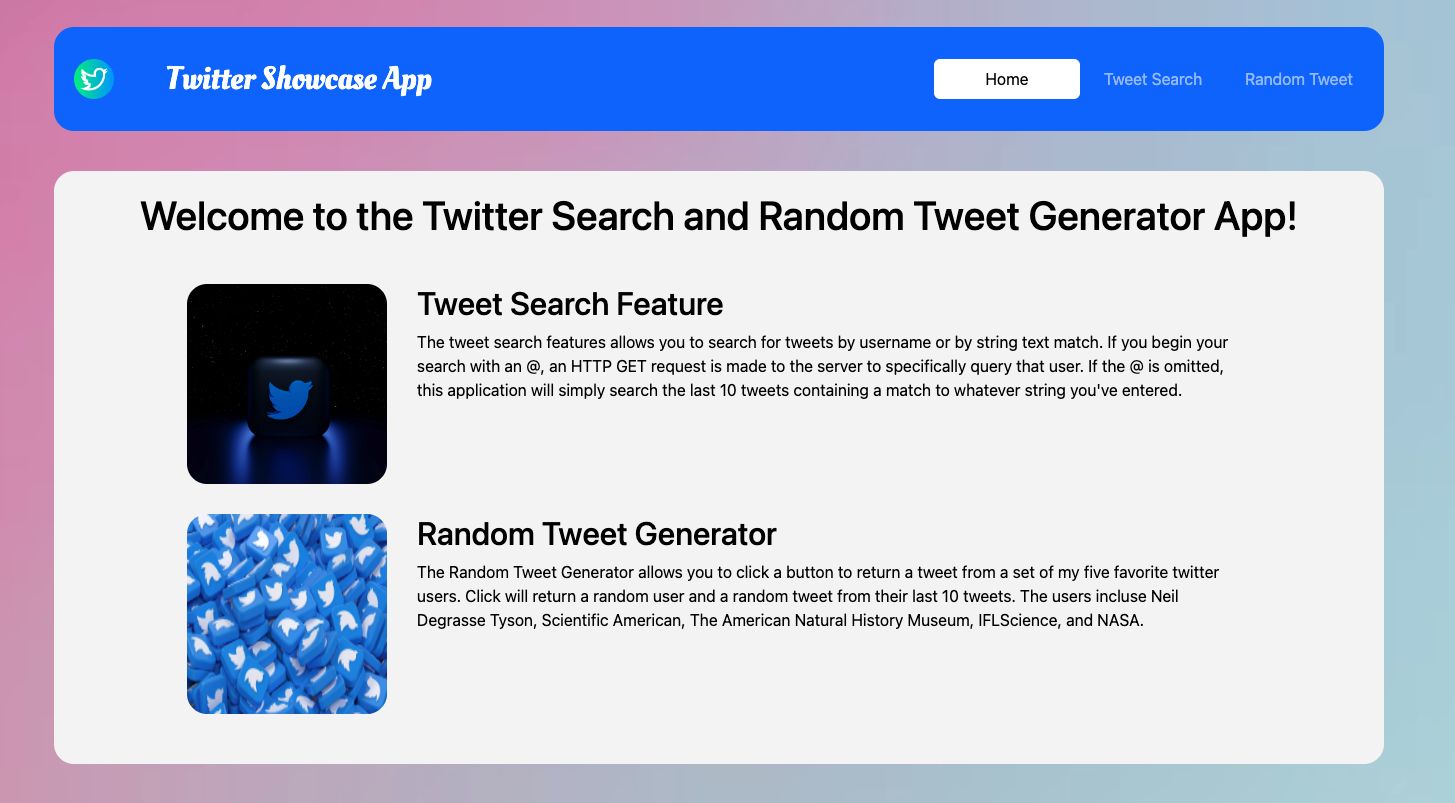 Twitter Showcase App
Home
Tweet Search
Random Tweet
Welcome to the Twitter Search and Random Tweet Generator App!
Tweet Search Feature
The tweet search features allows you to search for tweets by username or by string text match. If you begin your
search with an @, an HTTP GET request is made to the server to specifically query that user. If the @ is omitted,
this application will simply search the last 10 tweets containing a match to whatever string you've entered.
Random Tweet Generator
The Random Tweet Generator allows you to click a button to return a tweet from a set of my five favorite twitter
users. Click will return a random user and a random tweet from their last 10 tweets. The users incluse Neil
Degrasse Tyson, Scientific American, The American Natural History Museum, IFLScience, and NASA.